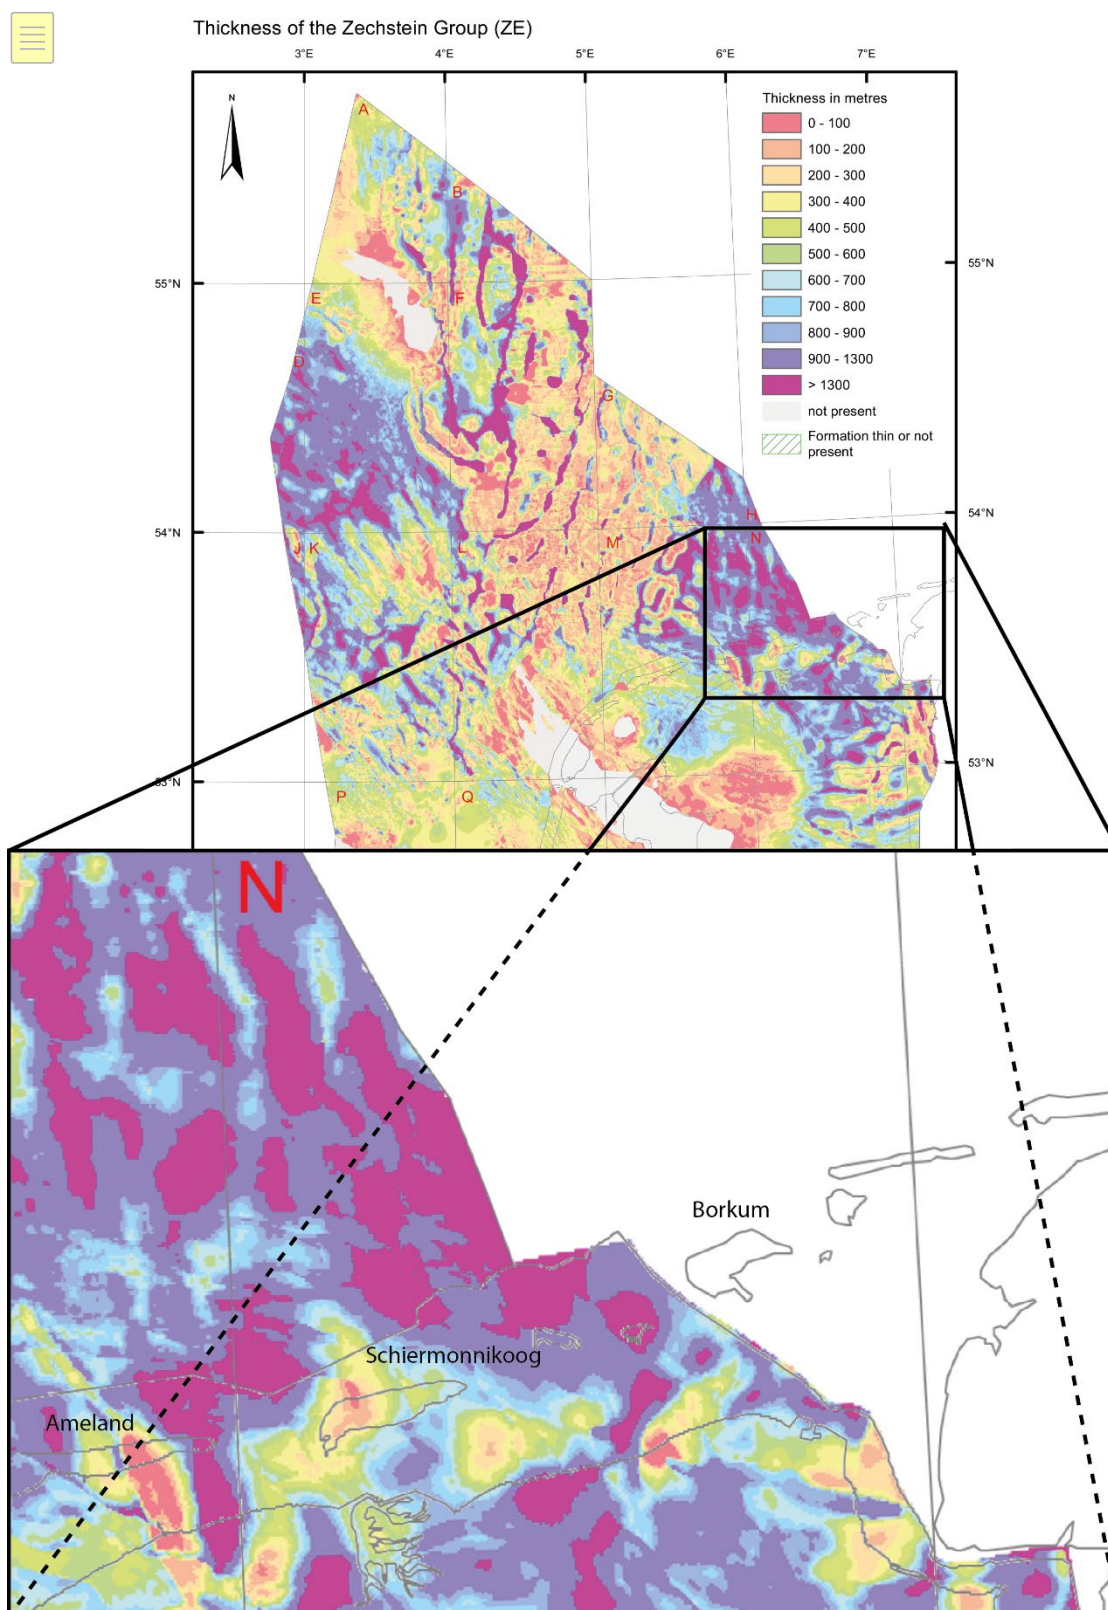 Thickness of the Zechstein Group (ZE)
3°E 4°E 5°E 6°E 7°E
N
Thickness in metres
0 - 100
100 - 200
200 - 300
300 - 400
400 - 500
500 - 600
600 - 700
700 - 800
800 - 900
900 - 1300
> 1300
not present
Formation thin or not
present
A
B
55°N 55°N
E F
D
G
H
54°N 54°N
N
J K L M
53°N 53°N
P Q
N
Borkum
Schiermonnikoog
Ameland